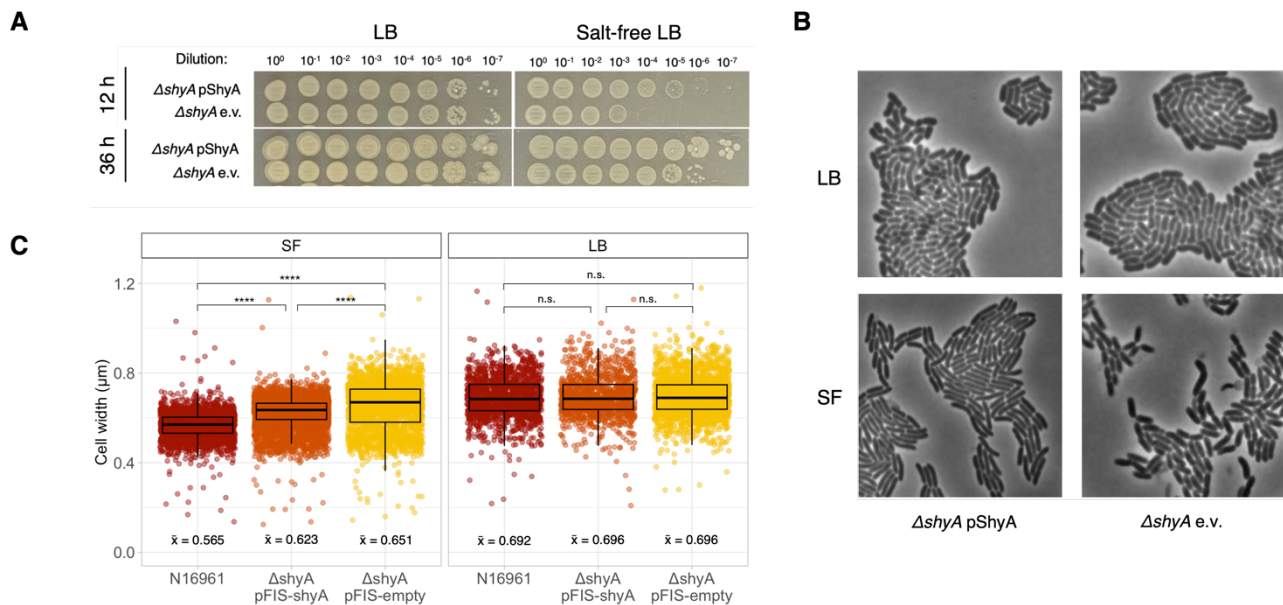 A
LB
Salt-free LB
Dilution:
10⁰ 10⁻¹ 10⁻² 10⁻³ 10⁻⁴ 10⁻⁵ 10⁻⁶ 10⁻⁷
10⁰ 10⁻¹ 10⁻² 10⁻³ 10⁻⁴ 10⁻⁵ 10⁻⁶ 10⁻⁷
12 h
ΔshyA pShyA
ΔshyA e.v.
36 h
ΔshyA pShyA
ΔshyA e.v.
B
LB
SF
ΔshyA pShyA
ΔshyA e.v.
C
SF
LB
Cell width (µm)
1.2
0.8
0.4
0.0
****
**** ****
n.s.
n.s. n.s.
x̄ = 0.565 x̄ = 0.623 x̄ = 0.651
x̄ = 0.692 x̄ = 0.696 x̄ = 0.696
N16961
ΔshyA
pFIS-shyA
ΔshyA
pFIS-empty
N16961
ΔshyA
pFIS-shyA
ΔshyA
pFIS-empty